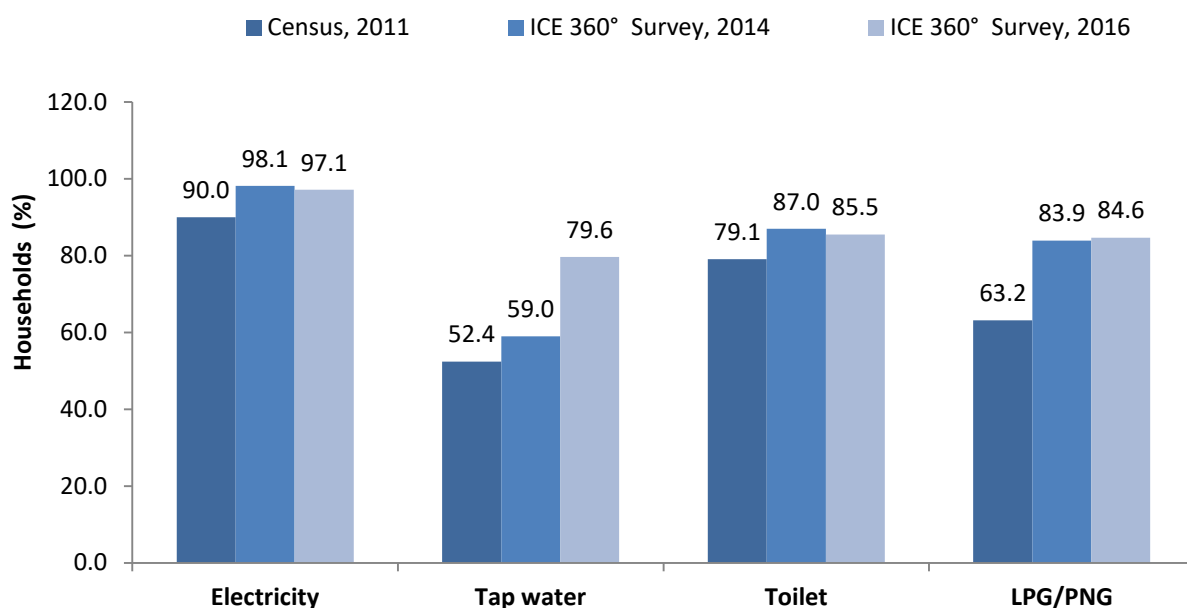 Census, 2011 ICE 360° Survey, 2014 ICE 360° Survey, 2016
Households (%)
120.0
100.0
80.0
60.0
40.0
20.0
0.0
90.0 98.1 97.1
52.4 59.0 79.6
79.1 87.0 85.5
63.2 83.9 84.6
Electricity Tap water Toilet LPG/PNG